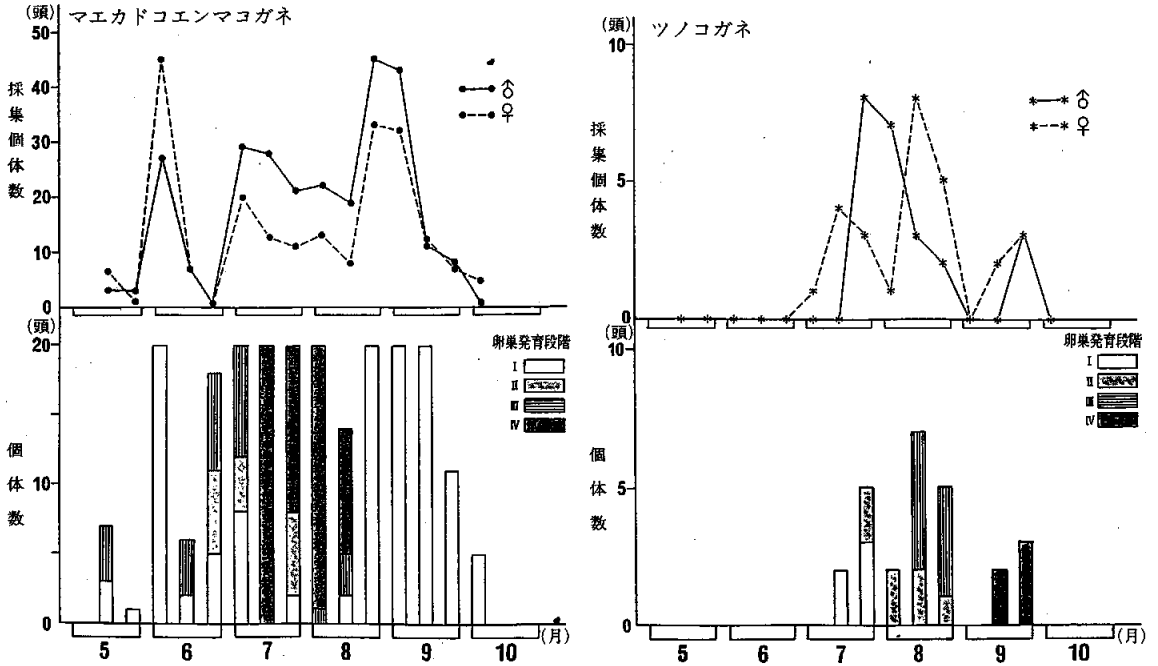 (頭)
マエカドコエンマコガネ
50
40
30
20
10
0
採集個体数
♂
♀
(頭)
20
10
0
個体数
卵巣発育段階
I
II
III
IV
5 6 7 8 9 10 (月)
(頭)
ツノコガネ
10
5
0
採集個体数
♂
♀
(頭)
10
5
0
個体数
卵巣発育段階
I
II
III
IV
5 6 7 8 9 10 (月)